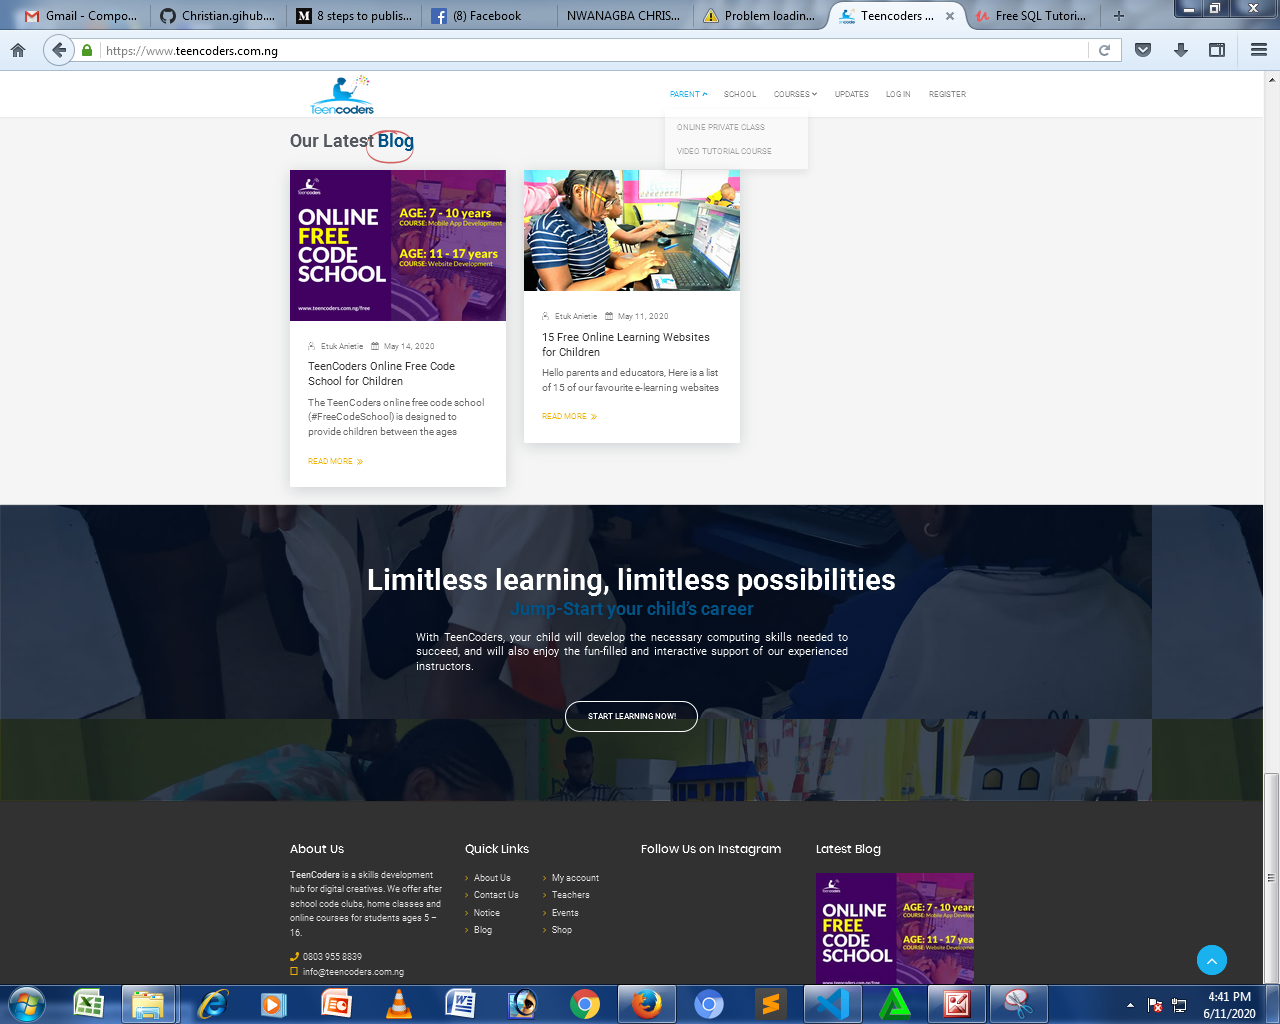 Gmail - Compo...
Christian.gihub....
8 steps to publis...
(8) Facebook
NWANAGBA CHRIS...
Problem loadin...
Teencoders ...
Free SQL Tutori...
https://www.teencoders.com.ng
Teencoders
PARENT
SCHOOL
COURSES
UPDATES
LOG IN
REGISTER
ONLINE PRIVATE CLASS
VIDEO TUTORIAL COURSE
Our Latest Blog
Teencoders
ONLINE
FREE
CODE
SCHOOL
AGE: 7 - 10 years
COURSE: Mobile App Development
AGE: 11 - 17 years
COURSE: Website Development
www.teencoders.com.ng/free
Etuk Anietie May 14, 2020
TeenCoders Online Free Code
School for Children
The TeenCoders online free code school
(#FreeCodeSchool) is designed to
provide children between the ages
READ MORE
Etuk Anietie May 11, 2020
15 Free Online Learning Websites
for Children
Hello parents and educators, Here is a list
of 15 of our favourite e-learning websites
READ MORE
Limitless learning, limitless possibilities
Jump-Start your child's career
With TeenCoders, your child will develop the necessary computing skills needed to
succeed, and will also enjoy the fun-filled and interactive support of our experienced
instructors.
START LEARNING NOW!
About Us
TeenCoders is a skills development
hub for digital creatives. We offer after
school code clubs, home classes and
online courses for students ages 5 –
16.
0803 955 8839
info@teencoders.com.ng
Quick Links
About Us
Contact Us
Notice
Blog
My account
Teachers
Events
Shop
Follow Us on Instagram
Latest Blog
Teencoders
ONLINE
FREE
CODE
SCHOOL
AGE: 7 - 10 years
COURSE: Mobile App Develop
AGE: 11 - 17 yea
COURSE: Website Developme
4:41 PM
6/11/2020